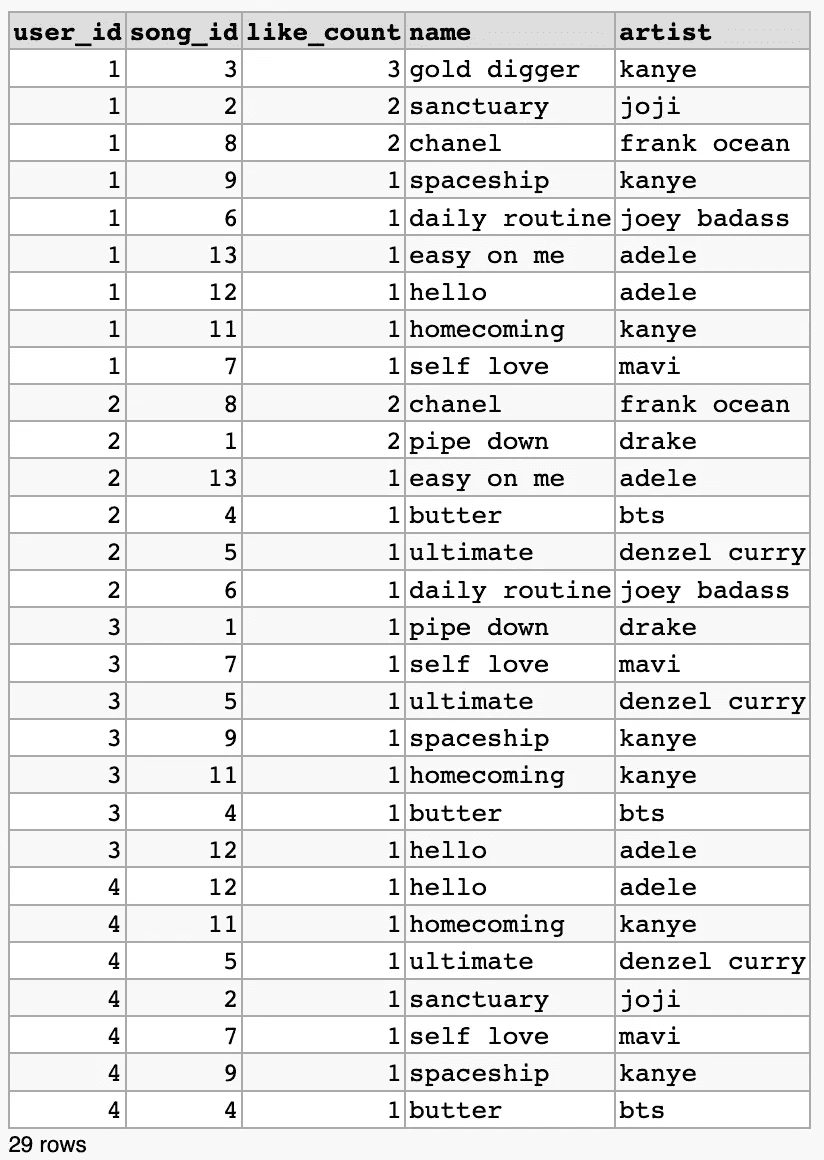 user_id song_id like_count name artist
1 3 3 gold digger kanye
1 2 2 sanctuary joji
1 8 2 chanel frank ocean
1 9 1 spaceship kanye
1 6 1 daily routine joey badass
1 13 1 easy on me adele
1 12 1 hello adele
1 11 1 homecoming kanye
1 7 1 self love mavi
2 8 2 chanel frank ocean
2 1 2 pipe down drake
2 13 1 easy on me adele
2 4 1 butter bts
2 5 1 ultimate denzel curry
2 6 1 daily routine joey badass
3 1 1 pipe down drake
3 7 1 self love mavi
3 5 1 ultimate denzel curry
3 9 1 spaceship kanye
3 11 1 homecoming kanye
3 4 1 butter bts
3 12 1 hello adele
4 12 1 hello adele
4 11 1 homecoming kanye
4 5 1 ultimate denzel curry
4 2 1 sanctuary joji
4 7 1 self love mavi
4 9 1 spaceship kanye
4 4 1 butter bts
29 rows